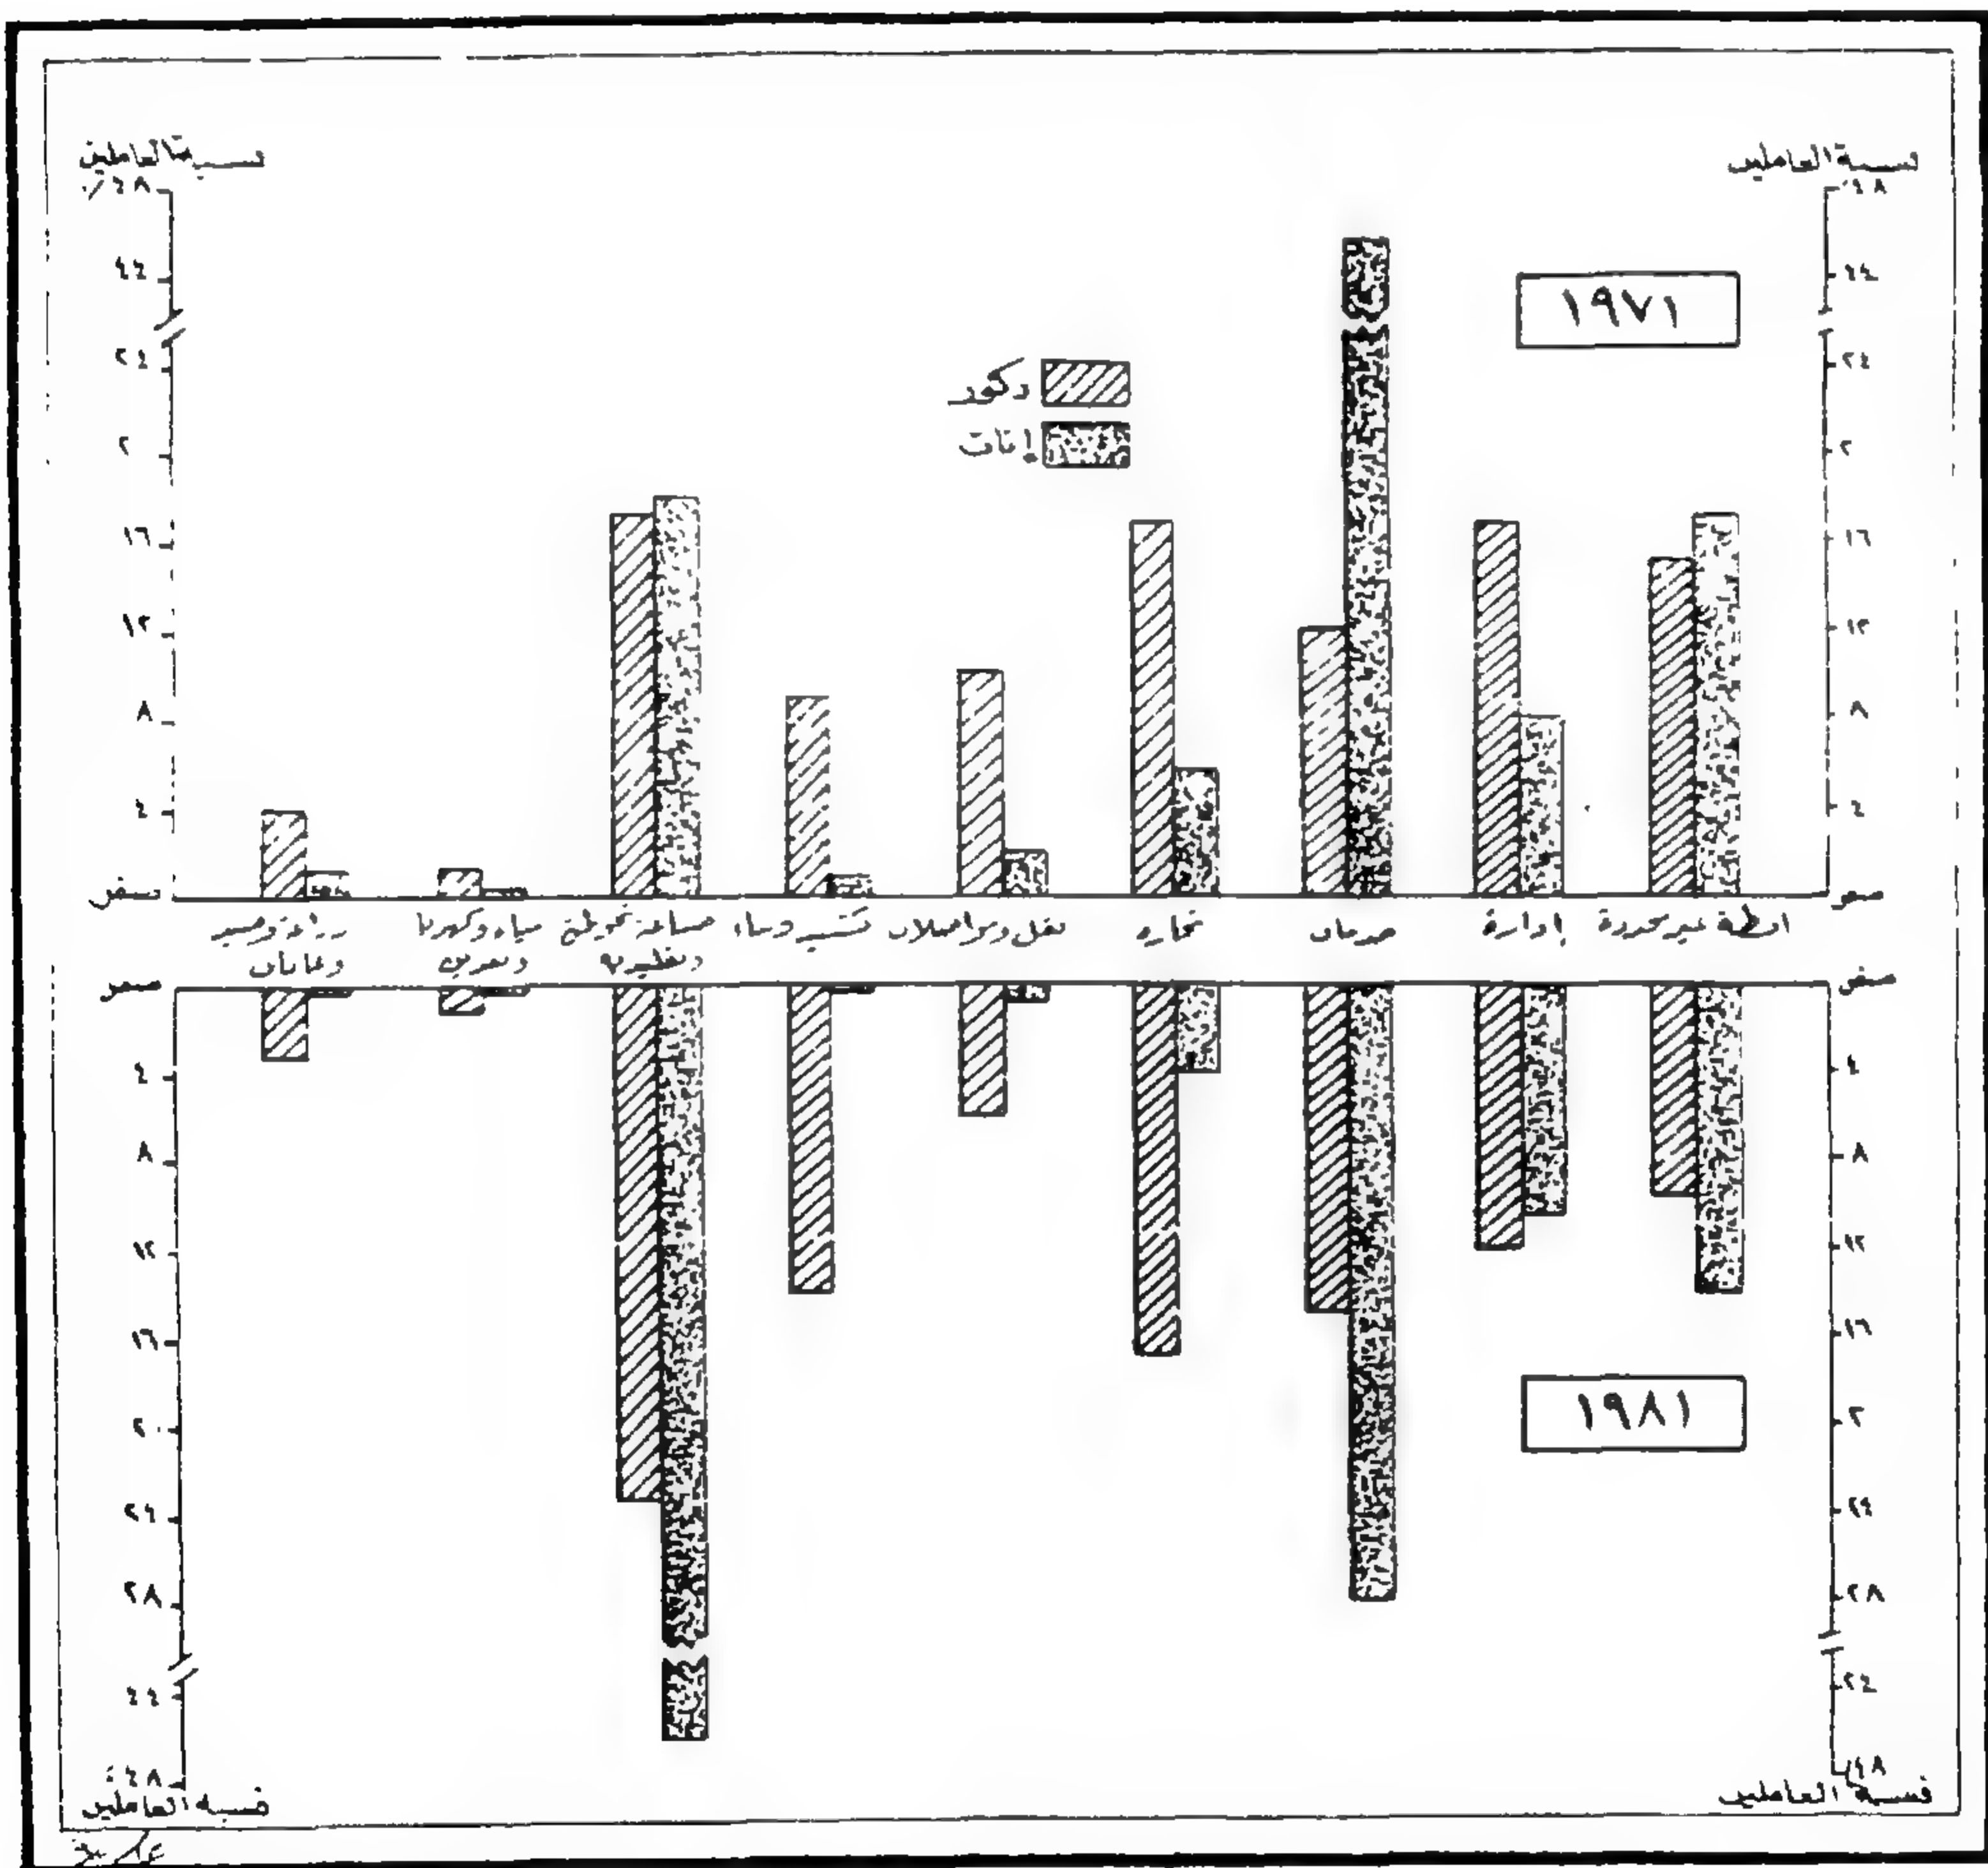 نسبة العاملين
نسبة العاملين
٤٨
٤٨٪
٤٤
٤٤
١٩٧١
٢٤
٢٤
ذكور
٢٠
٢٠
إناث
١٦
١٦
١٢
١٢
٨
٨
٤
٤
صفر
صفر
أنشطة غير محددة
إدارة
خدمات
تجارة
نقل ومواصلات
تشييد وبناء
صناعة تحويلية
مياه وكهرباء
زراعة وصيد
وتعدين
وغابات
صفر
صفر
٤
٤
٨
٨
١٢
١٢
١٦
١٦
١٩٨١
٢٠
٢٠
٢٤
٢٤
٢٨
٢٨
٤٤
٤٤
٤٨
٤٨
نسبة العاملين
نسبة العاملين